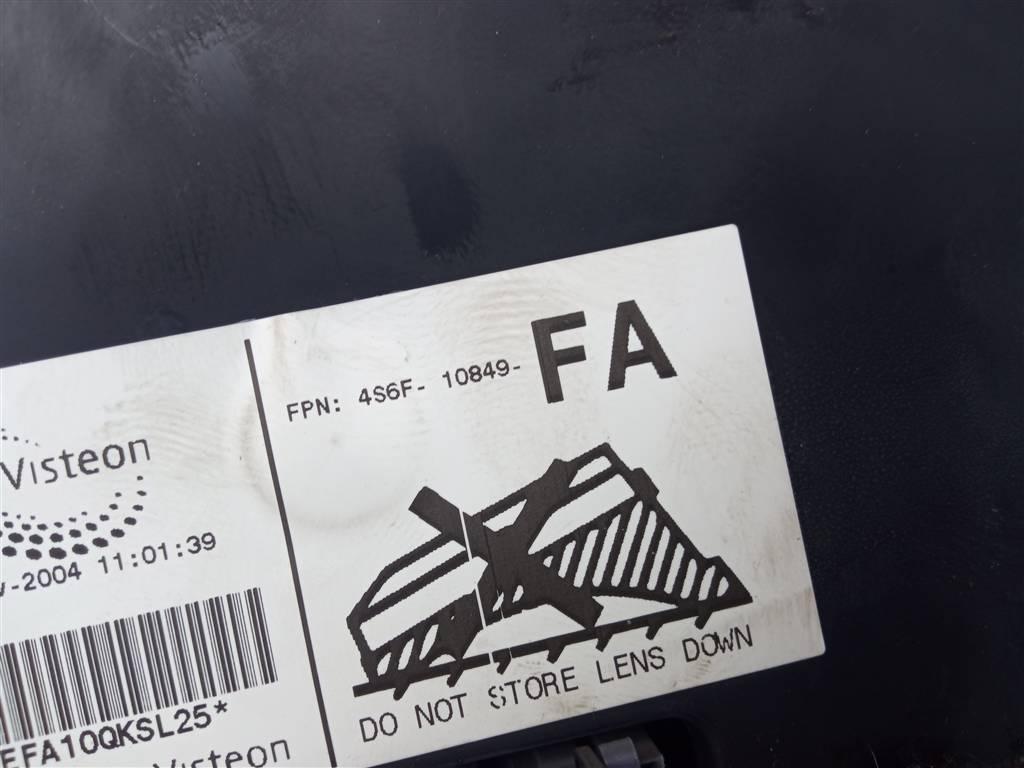 Visteon
-2004 11:01:39
EFA10QKSL25*
Visteon
FPN: 4S6F- 10849- FA
DO NOT STORE LENS DOWN